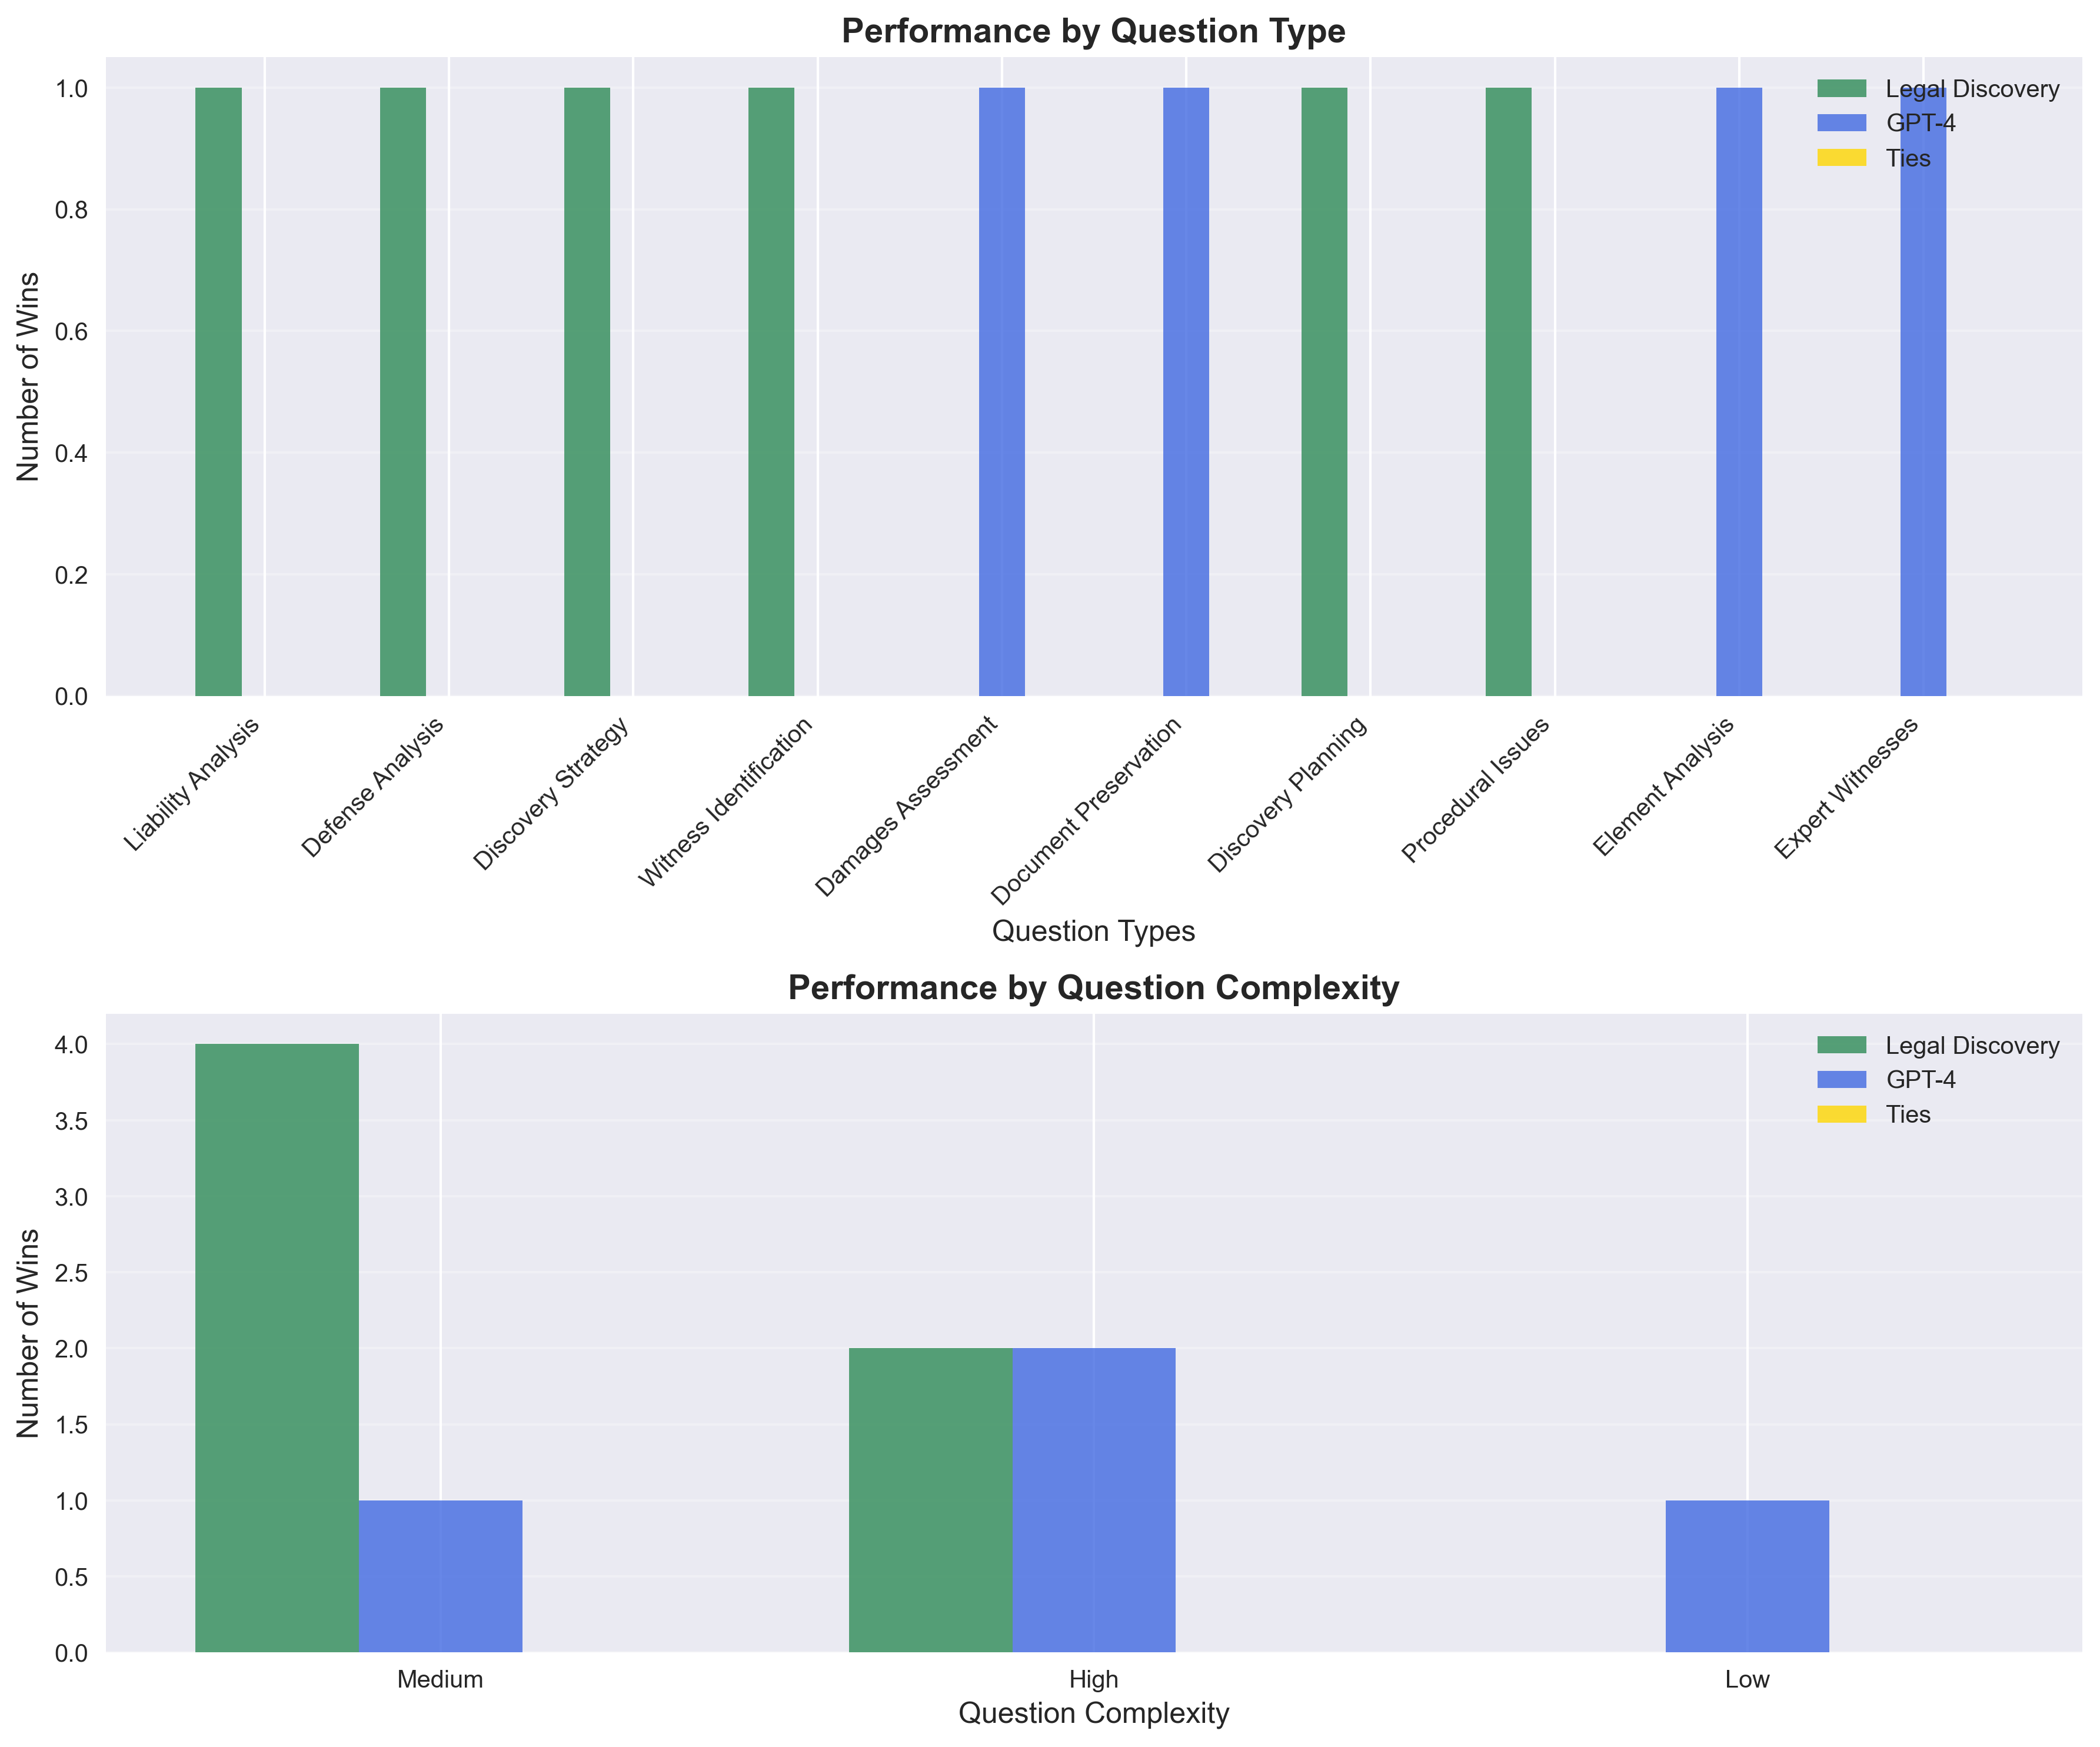 Performance by Question Type
Number of Wins
1.0
0.8
0.6
0.4
0.2
0.0
Legal Discovery
GPT-4
Ties
Liability Analysis
Defense Analysis
Discovery Strategy
Witness Identification
Damages Assessment
Document Preservation
Discovery Planning
Procedural Issues
Element Analysis
Expert Witnesses
Question Types
Performance by Question Complexity
Number of Wins
4.0
3.5
3.0
2.5
2.0
1.5
1.0
0.5
0.0
Legal Discovery
GPT-4
Ties
Medium
High
Low
Question Complexity